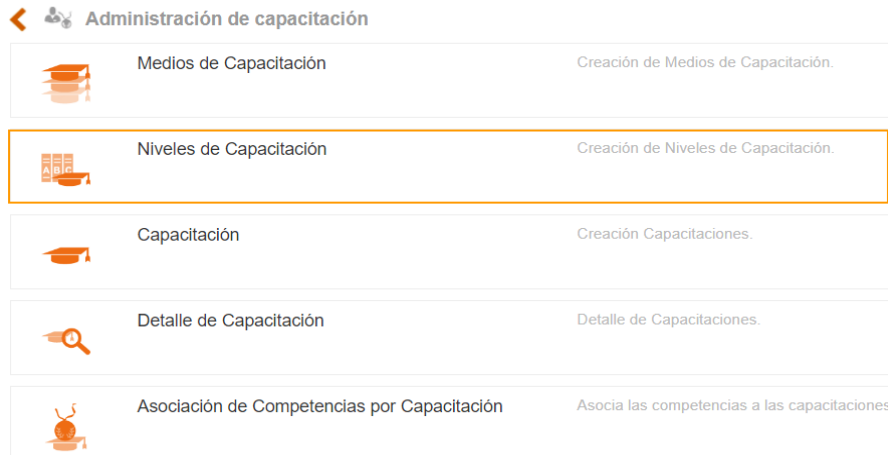 Administración de capacitación
Medios de Capacitación
Creación de Medios de Capacitación.
Niveles de Capacitación
Creación de Niveles de Capacitación.
ABC
Capacitación
Creación Capacitaciones.
Detalle de Capacitación
Detalle de Capacitaciones.
Asociación de Competencias por Capacitación
Asocia las competencias a las capacitaciones